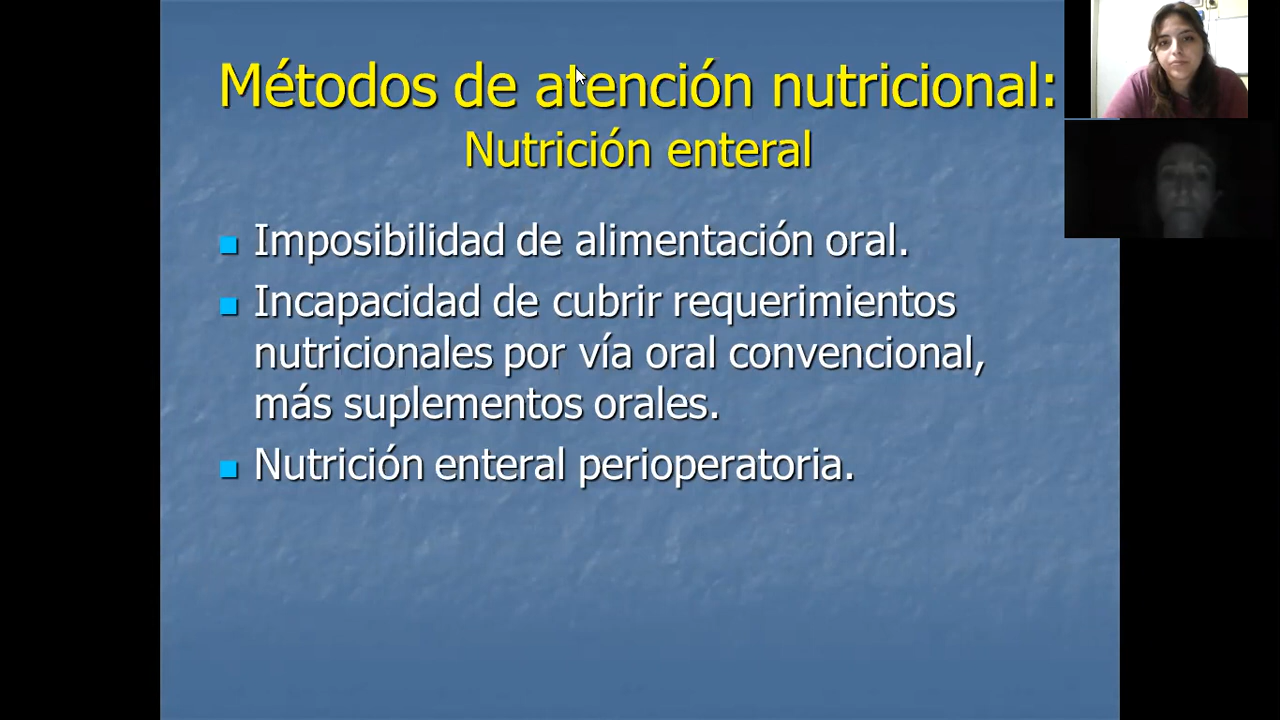 Métodos de atención nutricional:
Nutrición enteral
Imposibilidad de alimentación oral.
Incapacidad de cubrir requerimientos
nutricionales por vía oral convencional,
más suplementos orales.
Nutrición enteral perioperatoria.